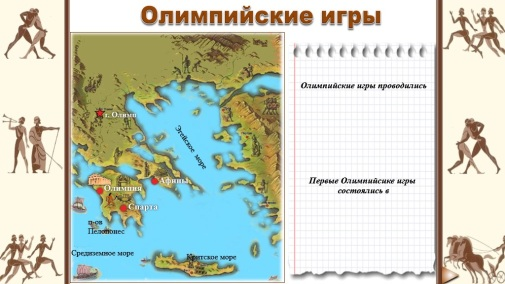 Олимпийские игры
г. Олимп
Эгейское море
Афины
Олимпия
Спарта
п-ов
Пелопонес
Средиземное море
Критское море
Олимпийские игры проводились
Первые Олимпийсике игры
состоялись в